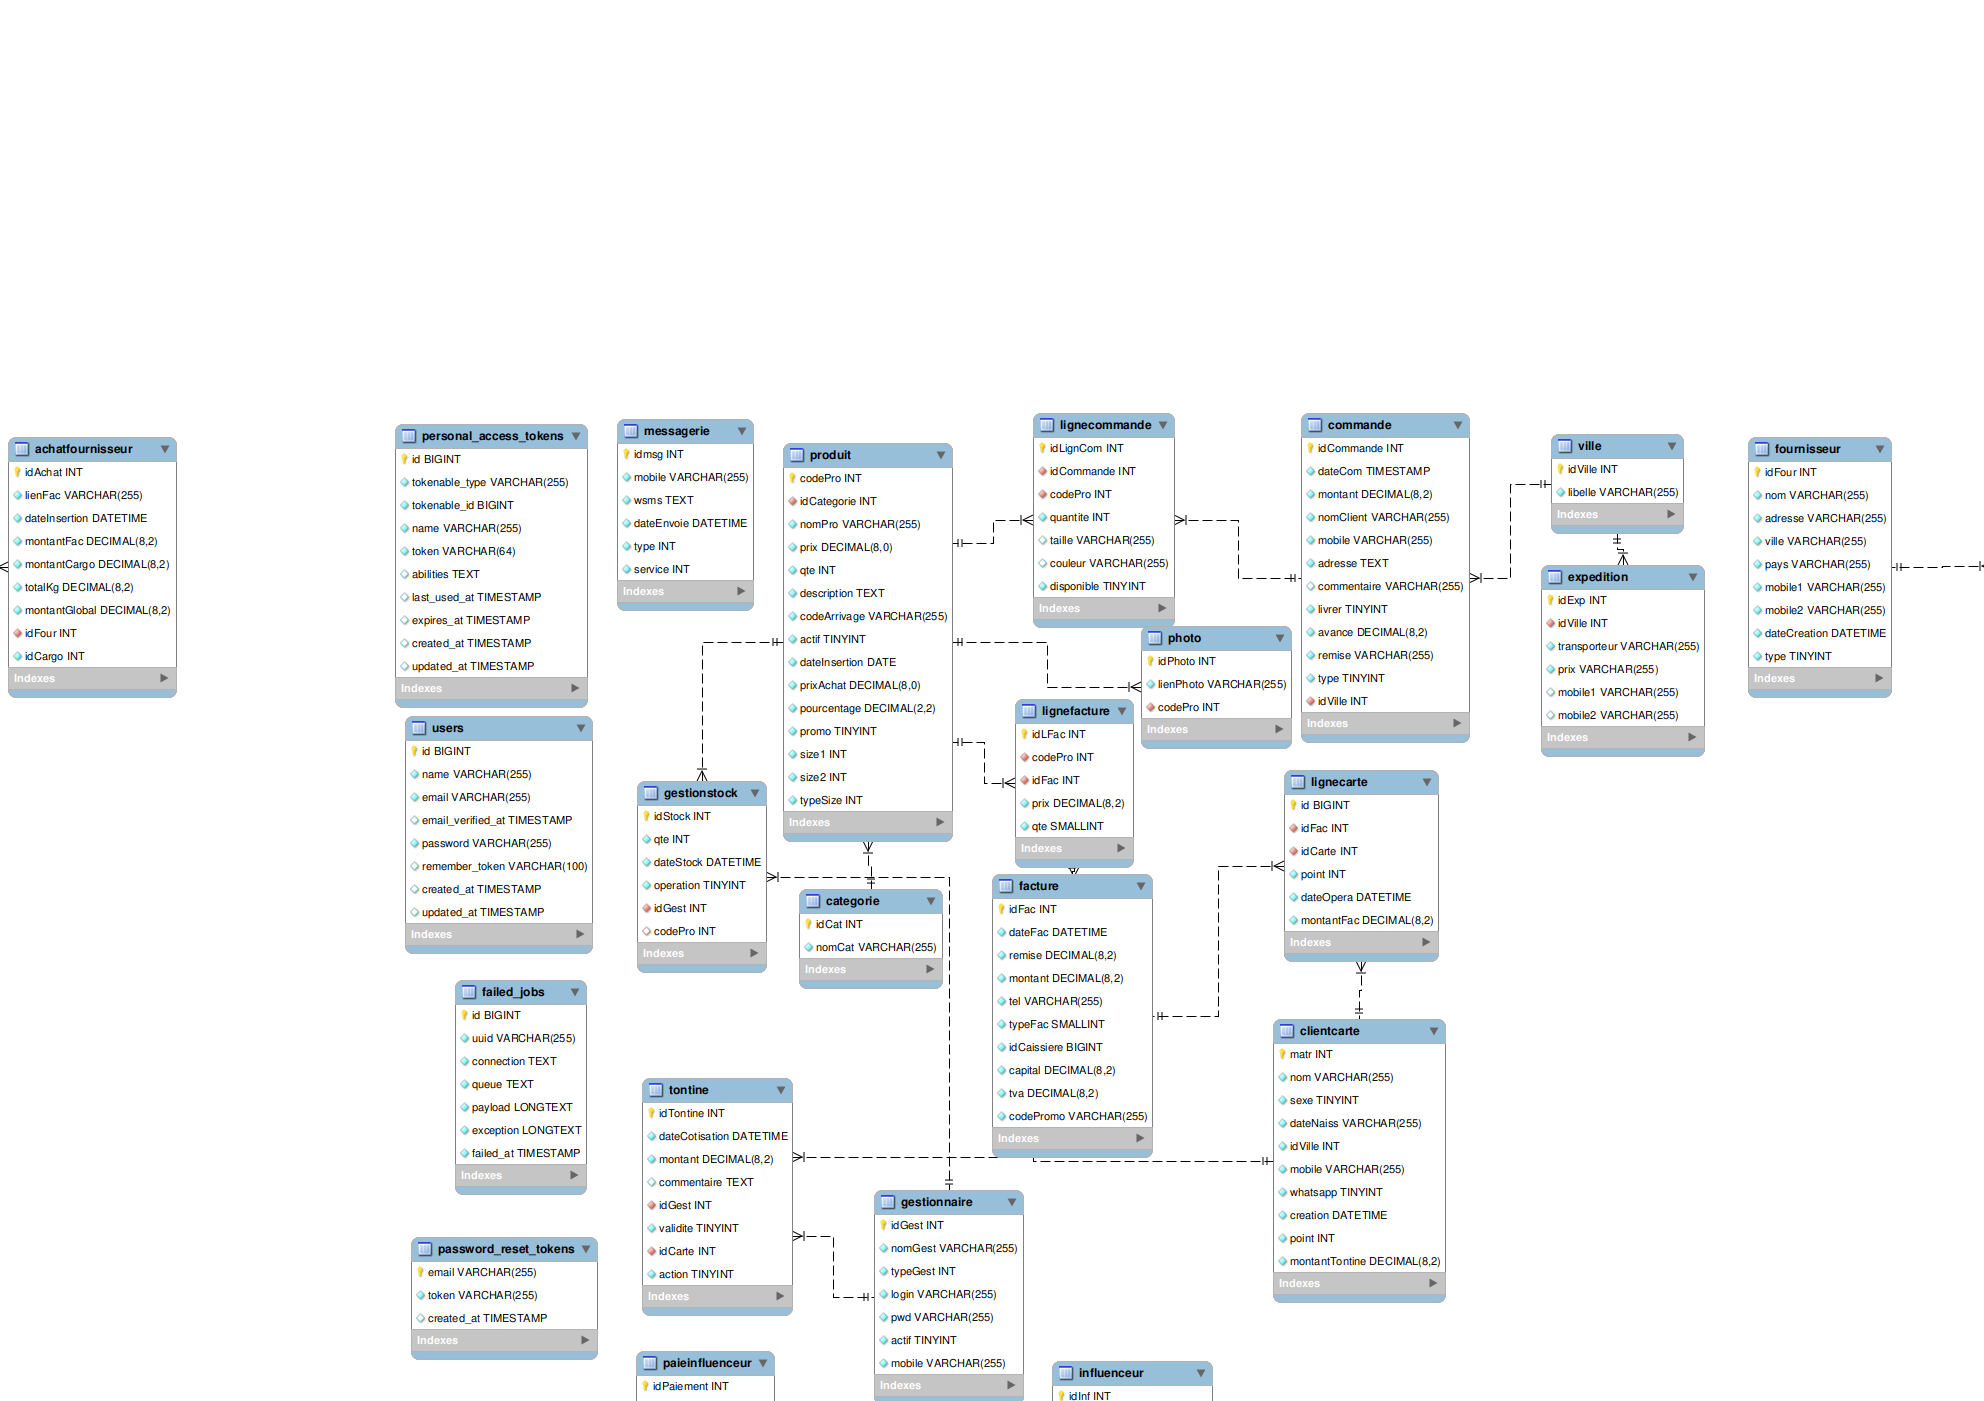 achatfournisseur
idAchat INT
lienFac VARCHAR(255)
dateInsertion DATETIME
montantFac DECIMAL(8,2)
montantCargo DECIMAL(8,2)
totalKg DECIMAL(8,2)
montantGlobal DECIMAL(8,2)
idFour INT
idCargo INT
Indexes
personal_access_tokens
id BIGINT
tokenable_type VARCHAR(255)
tokenable_id BIGINT
name VARCHAR(255)
token VARCHAR(64)
abilities TEXT
last_used_at TIMESTAMP
expires_at TIMESTAMP
created_at TIMESTAMP
updated_at TIMESTAMP
Indexes
users
id BIGINT
name VARCHAR(255)
email VARCHAR(255)
email_verified_at TIMESTAMP
password VARCHAR(255)
remember_token VARCHAR(100)
created_at TIMESTAMP
updated_at TIMESTAMP
Indexes
failed_jobs
id BIGINT
uuid VARCHAR(255)
connection TEXT
queue TEXT
payload LONGTEXT
exception LONGTEXT
failed_at TIMESTAMP
Indexes
password_reset_tokens
email VARCHAR(255)
token VARCHAR(255)
created_at TIMESTAMP
Indexes
messagerie
idmsg INT
mobile VARCHAR(255)
wsms TEXT
dateEnvoie DATETIME
type INT
service INT
Indexes
produit
codePro INT
idCategorie INT
nomPro VARCHAR(255)
prix DECIMAL(8,0)
qte INT
description TEXT
codeArrivage VARCHAR(255)
actif TINYINT
dateInsertion DATE
prixAchat DECIMAL(8,0)
pourcentage DECIMAL(2,2)
promo TINYINT
size1 INT
size2 INT
typeSize INT
Indexes
gestionstock
idStock INT
qte INT
dateStock DATETIME
operation TINYINT
idGest INT
codePro INT
Indexes
categorie
idCat INT
nomCat VARCHAR(255)
Indexes
tontine
idTontine INT
dateCotisation DATETIME
montant DECIMAL(8,2)
commentaire TEXT
idGest INT
validite TINYINT
idCarte INT
action TINYINT
Indexes
paieinfluenceur
idPaiement INT
gestionnaire
idGest INT
nomGest VARCHAR(255)
typeGest INT
login VARCHAR(255)
pwd VARCHAR(255)
actif TINYINT
mobile VARCHAR(255)
Indexes
lignecommande
idLignCom INT
idCommande INT
codePro INT
quantite INT
taille VARCHAR(255)
couleur VARCHAR(255)
disponible TINYINT
Indexes
photo
idPhoto INT
lienPhoto VARCHAR(255)
codePro INT
Indexes
lignefacture
idLFac INT
codePro INT
idFac INT
prix DECIMAL(8,2)
qte SMALLINT
Indexes
facture
idFac INT
dateFac DATETIME
remise DECIMAL(8,2)
montant DECIMAL(8,2)
tel VARCHAR(255)
typeFac SMALLINT
idCaissiere BIGINT
capital DECIMAL(8,2)
tva DECIMAL(8,2)
codePromo VARCHAR(255)
Indexes
influenceur
idInf INT
commande
idCommande INT
dateCom TIMESTAMP
montant DECIMAL(8,2)
nomClient VARCHAR(255)
mobile VARCHAR(255)
adresse TEXT
commentaire VARCHAR(255)
livrer TINYINT
avance DECIMAL(8,2)
remise VARCHAR(255)
type TINYINT
idVille INT
Indexes
lignecarte
id BIGINT
idFac INT
idCarte INT
point INT
dateOpera DATETIME
montantFac DECIMAL(8,2)
Indexes
clientcarte
matr INT
nom VARCHAR(255)
sexe TINYINT
dateNaiss VARCHAR(255)
idVille INT
mobile VARCHAR(255)
whatsapp TINYINT
creation DATETIME
point INT
montantTontine DECIMAL(8,2)
Indexes
ville
idVille INT
libelle VARCHAR(255)
Indexes
expedition
idExp INT
idVille INT
transporteur VARCHAR(255)
prix VARCHAR(255)
mobile1 VARCHAR(255)
mobile2 VARCHAR(255)
Indexes
fournisseur
idFour INT
nom VARCHAR(255)
adresse VARCHAR(255)
ville VARCHAR(255)
pays VARCHAR(255)
mobile1 VARCHAR(255)
mobile2 VARCHAR(255)
dateCreation DATETIME
type TINYINT
Indexes